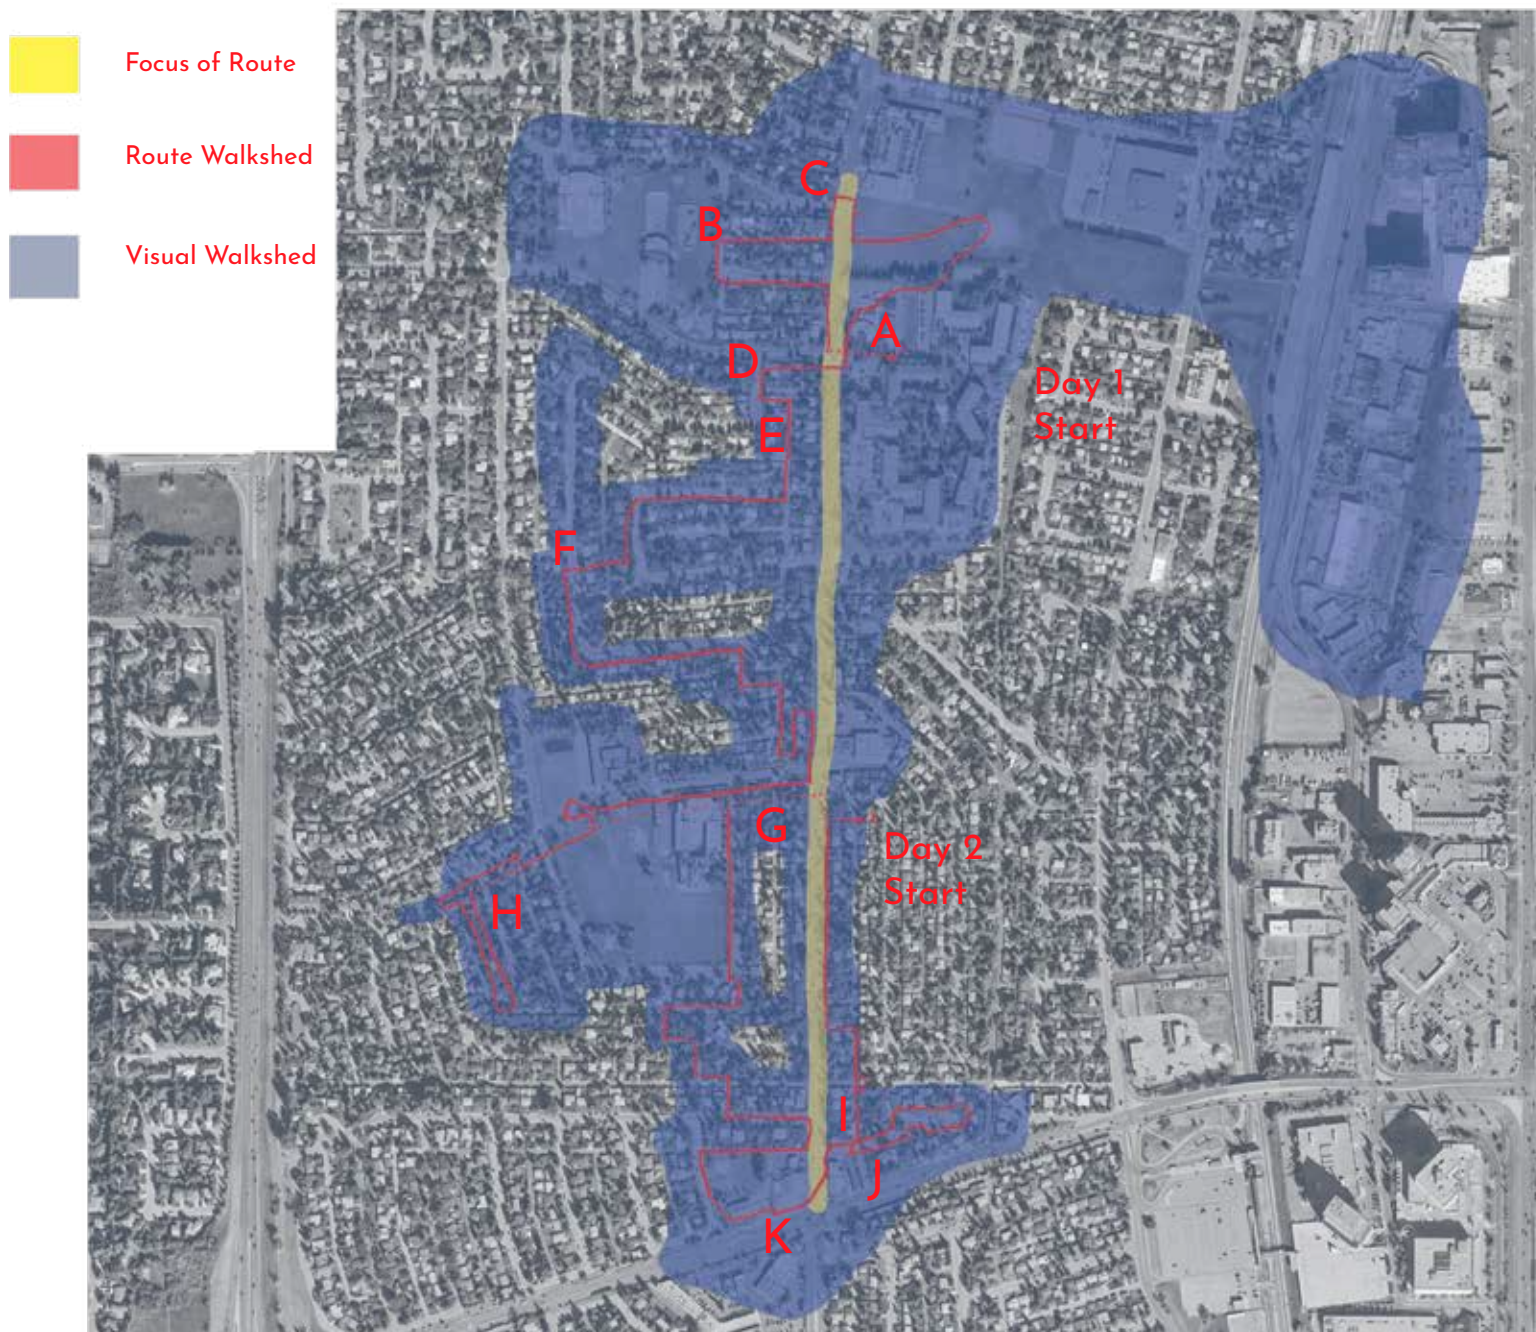 Focus of Route
Route Walkshed
Visual Walkshed
C
B
A
D
Day 1
Start
E
F
G
Day 2
Start
H
I
J
K